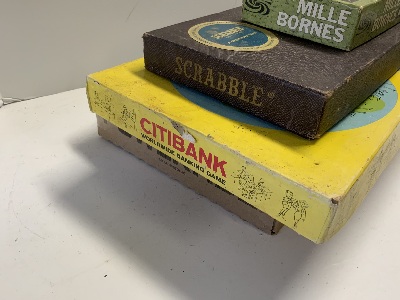 MILLE
BORNES
SCRABBLE®
CITIBANK
WORLDWIDE BANKING GAME